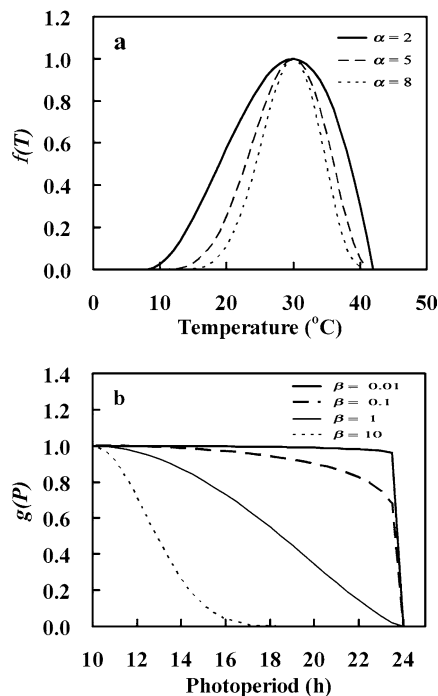 1.2
a
α = 2
α = 5
α = 8
1.0
0.8
0.6
0.4
0.2
0.0
f(T)
0 10 20 30 40 50
Temperature (°C)
1.4
b
β = 0.01
β = 0.1
β = 1
β = 10
1.2
1.0
0.8
0.6
0.4
0.2
0.0
g(P)
10 12 14 16 18 20 22 24
Photoperiod (h)